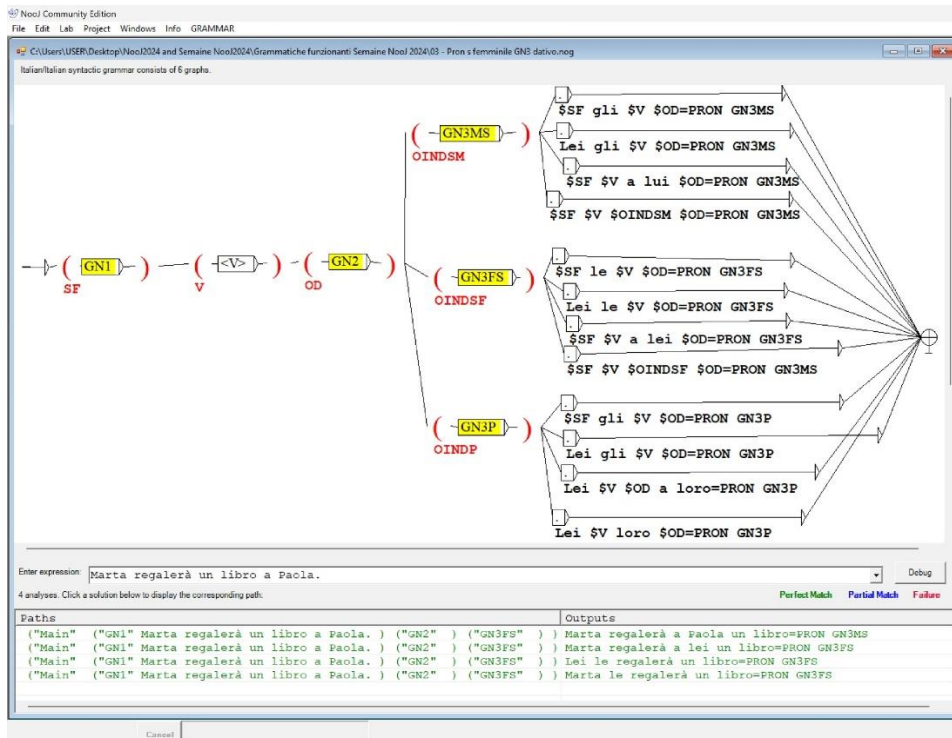 NooJ Community Edition
File Edit Lab Project Windows Info GRAMMAR
C:\Users\USER\Desktop\NooJ2024 and Semaine NooJ2024\Grammatiche funzionanti Semaine NooJ 2024\03 - Pron s femminile GN3 dativo.nog
Italian/Italian syntactic grammar consists of 6 graphs.
$SF gli $V $OD=PRON GN3MS
GN3MS
OINDSM
Lei gli $V $OD=PRON GN3MS
$SF $V a lui $OD=PRON GN3MS
$SF $V $OINDSM $OD=PRON GN3MS
GN1
SF
<V>
V
GN2
OD
$SF le $V $OD=PRON GN3FS
GN3FS
OINDSF
Lei le $V $OD=PRON GN3FS
$SF $V a lei $OD=PRON GN3FS
$SF $V $OINDSF $OD=PRON GN3MS
$SF gli $V $OD=PRON GN3P
GN3P
OINDP
Lei gli $V $OD=PRON GN3P
Lei $V $OD a loro=PRON GN3P
Lei $V loro $OD=PRON GN3P
Enter expression: Marta regalerà un libro a Paola. Debug
4 analyses. Click a solution below to display the corresponding path: Perfect Match Partial Match Failure
Paths Outputs
("Main" ("GN1" Marta regalerà un libro a Paola. ) ("GN2" ) ("GN3FS" ) ) Marta regalerà a Paola un libro=PRON GN3MS
("Main" ("GN1" Marta regalerà un libro a Paola. ) ("GN2" ) ("GN3FS" ) ) Marta regalerà a lei un libro=PRON GN3FS
("Main" ("GN1" Marta regalerà un libro a Paola. ) ("GN2" ) ("GN3FS" ) ) Lei le regalerà un libro=PRON GN3FS
("Main" ("GN1" Marta regalerà un libro a Paola. ) ("GN2" ) ("GN3FS" ) ) Marta le regalerà un libro=PRON GN3FS
Cancel